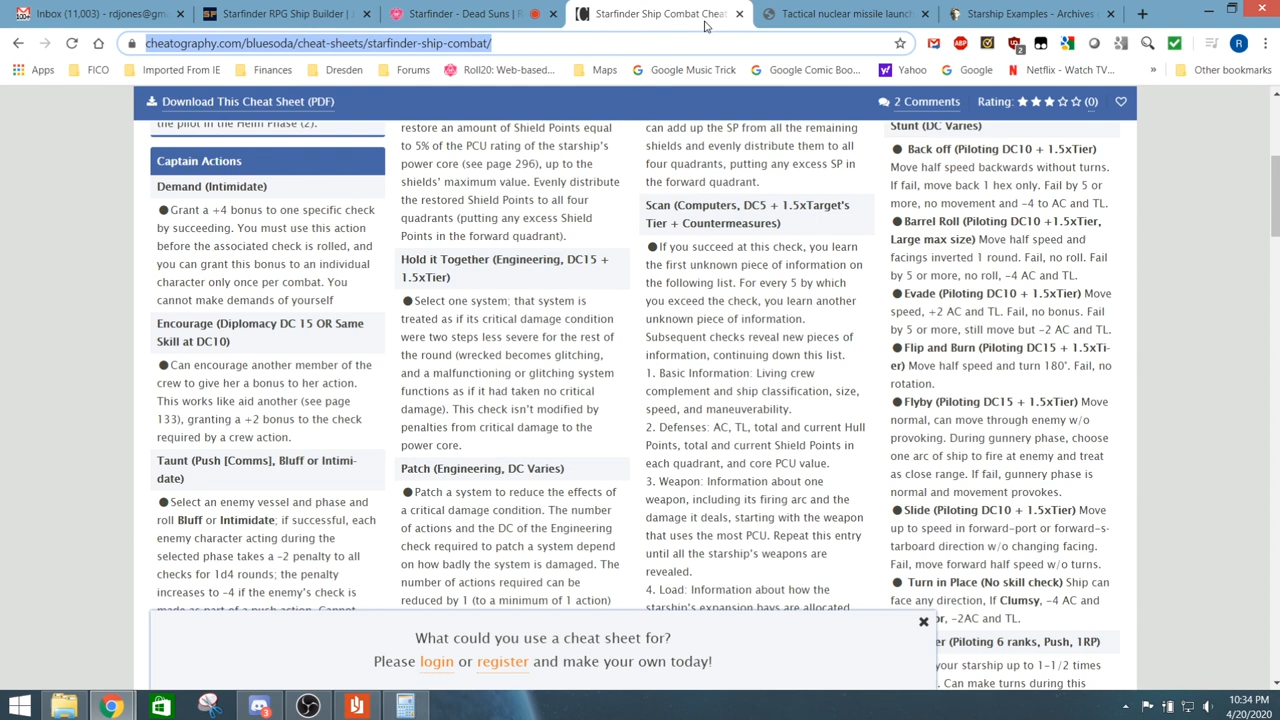 Inbox (11,003) - rdjones@gm
Starfinder RPG Ship Builder |
Starfinder - Dead Suns | R
Starfinder Ship Combat Cheat
Tactical nuclear missile launch
Starship Examples - Archives
cheatography.com/bluesoda/cheat-sheets/starfinder-ship-combat/
Apps
FICO
Imported From IE
Finances
Dresden
Forums
Roll20: Web-based...
Maps
Google Music Trick
Google Comic Boo...
Yahoo
Google
Netflix - Watch TV...
»
Other bookmarks
Download This Cheat Sheet (PDF)
2 Comments
Rating:
(0)
the pilot in the Helm Phase (2).
Captain Actions
Demand (Intimidate)
●Grant a +4 bonus to one specific check
by succeeding. You must use this action
before the associated check is rolled, and
you can grant this bonus to an individual
character only once per combat. You
cannot make demands of yourself
Encourage (Diplomacy DC 15 OR Same
Skill at DC10)
●Can encourage another member of the
crew to give her a bonus to her action.
This works like aid another (see page
133), granting a +2 bonus to the check
required by a crew action.
Taunt (Push [Comms], Bluff or Intimi-
date)
●Select an enemy vessel and phase and
roll Bluff or Intimidate; if successful, each
enemy character acting during the
selected phase takes a -2 penalty to all
checks for 1d4 rounds; the penalty
increases to -4 if the enemy's check is
made as part of a push action. Cannot
restore an amount of Shield Points equal
to 5% of the PCU rating of the starship's
power core (see page 296), up to the
shields' maximum value. Evenly distribute
the restored Shield Points to all four
quadrants (putting any excess Shield
Points in the forward quadrant).
Hold it Together (Engineering, DC15 +
1.5xTier)
●Select one system; that system is
treated as if its critical damage condition
were two steps less severe for the rest of
the round (wrecked becomes glitching,
and a malfunctioning or glitching system
functions as if it had taken no critical
damage). This check isn't modified by
penalties from critical damage to the
power core.
Patch (Engineering, DC Varies)
●Patch a system to reduce the effects of
a critical damage condition. The number
of actions and the DC of the Engineering
check required to patch a system depend
on how badly the system is damaged. The
number of actions required can be
reduced by 1 (to a minimum of 1 action)
can add up the SP from all the remaining
shields and evenly distribute them to all
four quadrants, putting any excess SP in
the forward quadrant.
Scan (Computers, DC5 + 1.5xTarget's
Tier + Countermeasures)
●If you succeed at this check, you learn
the first unknown piece of information on
the following list. For every 5 by which
you exceed the check, you learn another
unknown piece of information.
Subsequent checks reveal new pieces of
information, continuing down this list.
1. Basic Information: Living crew
complement and ship classification, size,
speed, and maneuverability.
2. Defenses: AC, TL, total and current Hull
Points, total and current Shield Points in
each quadrant, and core PCU value.
3. Weapon: Information about one
weapon, including its firing arc and the
damage it deals, starting with the weapon
that uses the most PCU. Repeat this entry
until all the starship's weapons are
revealed.
4. Load: Information about how the
starship's expansion bays are allocated
Stunt (DC Varies)
● Back off (Piloting DC10 + 1.5xTier)
Move half speed backwards without turns.
If fail, move back 1 hex only. Fail by 5 or
more, no movement and -4 to AC and TL.
●Barrel Roll (Piloting DC10 +1.5xTier,
Large max size) Move half speed and
facings inverted 1 round. Fail, no roll. Fail
by 5 or more, no roll, -4 AC and TL.
●Evade (Piloting DC10 + 1.5xTier) Move
speed, +2 AC and TL. Fail, no bonus. Fail
by 5 or more, still move but -2 AC and TL.
●Flip and Burn (Piloting DC15 + 1.5xTi-
er) Move half speed and turn 180°. Fail, no
rotation.
●Flyby (Piloting DC15 + 1.5xTier) Move
normal, can move through enemy w/o
provoking. During gunnery phase, choose
one arc of ship to fire at enemy and treat
as close range. If fail, gunnery phase is
normal and movement provokes.
●Slide (Piloting DC10 + 1.5xTier) Move
up to speed in forward-port or forward-s-
tarboard direction w/o changing facing.
Fail, move forward half speed w/o turns.
● Turn in Place (No skill check) Ship can
face any direction, If Clumsy, -4 AC and
or, -2AC and TL.
er (Piloting 6 ranks, Push, 1RP)
your starship up to 1-1/2 times
. Can make turns during this
What could you use a cheat sheet for?
Please login or register and make your own today!
10:34 PM
4/20/2020